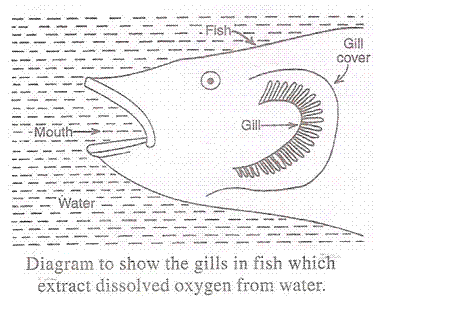 Fish
Gill
cover
Gill
Mouth
Water
Diagram to show the gills in fish which
extract dissolved oxygen from water.